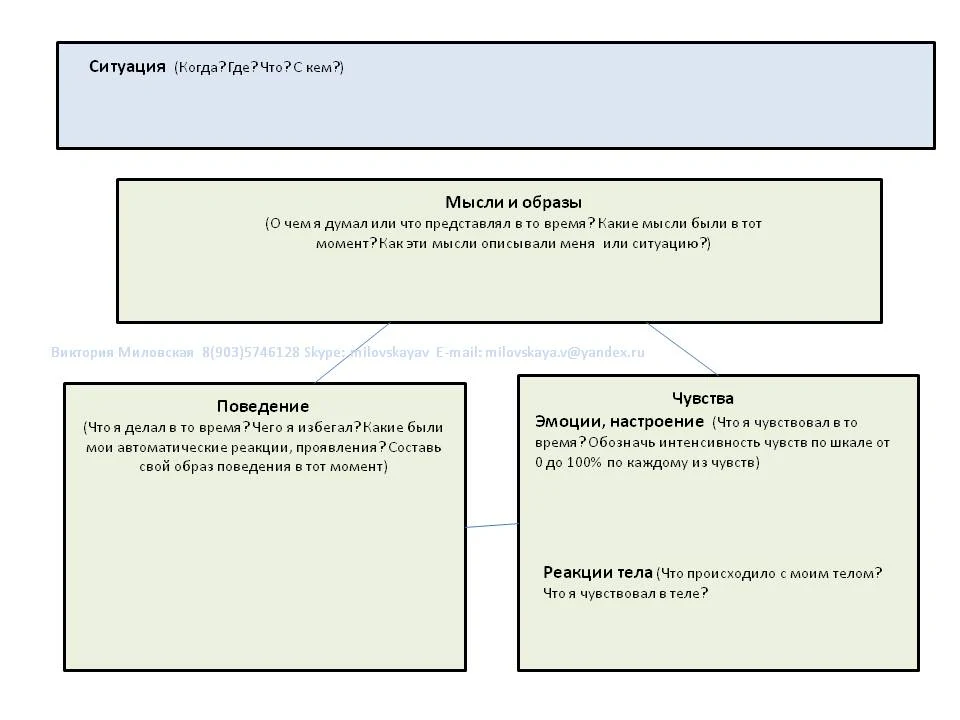 Ситуация (Когда? Где? Что? С кем?)
Мысли и образы
(О чем я думал или что представлял в то время? Какие мысли были в тот
момент? Как эти мысли описывали меня или ситуацию?)
Виктория Миловская 8(903)5746128 Skype: milovskayav E-mail: milovskaya.v@yandex.ru
Поведение
(Что я делал в то время? Чего я избегал? Какие были
мои автоматические реакции, проявления? Составь
свой образ поведения в тот момент)
Чувства
Эмоции, настроение (Что я чувствовал в то
время? Обозначь интенсивность чувств по шкале от
0 до 100% по каждому из чувств)
Реакции тела (Что происходило с моим телом?
Что я чувствовал в теле?